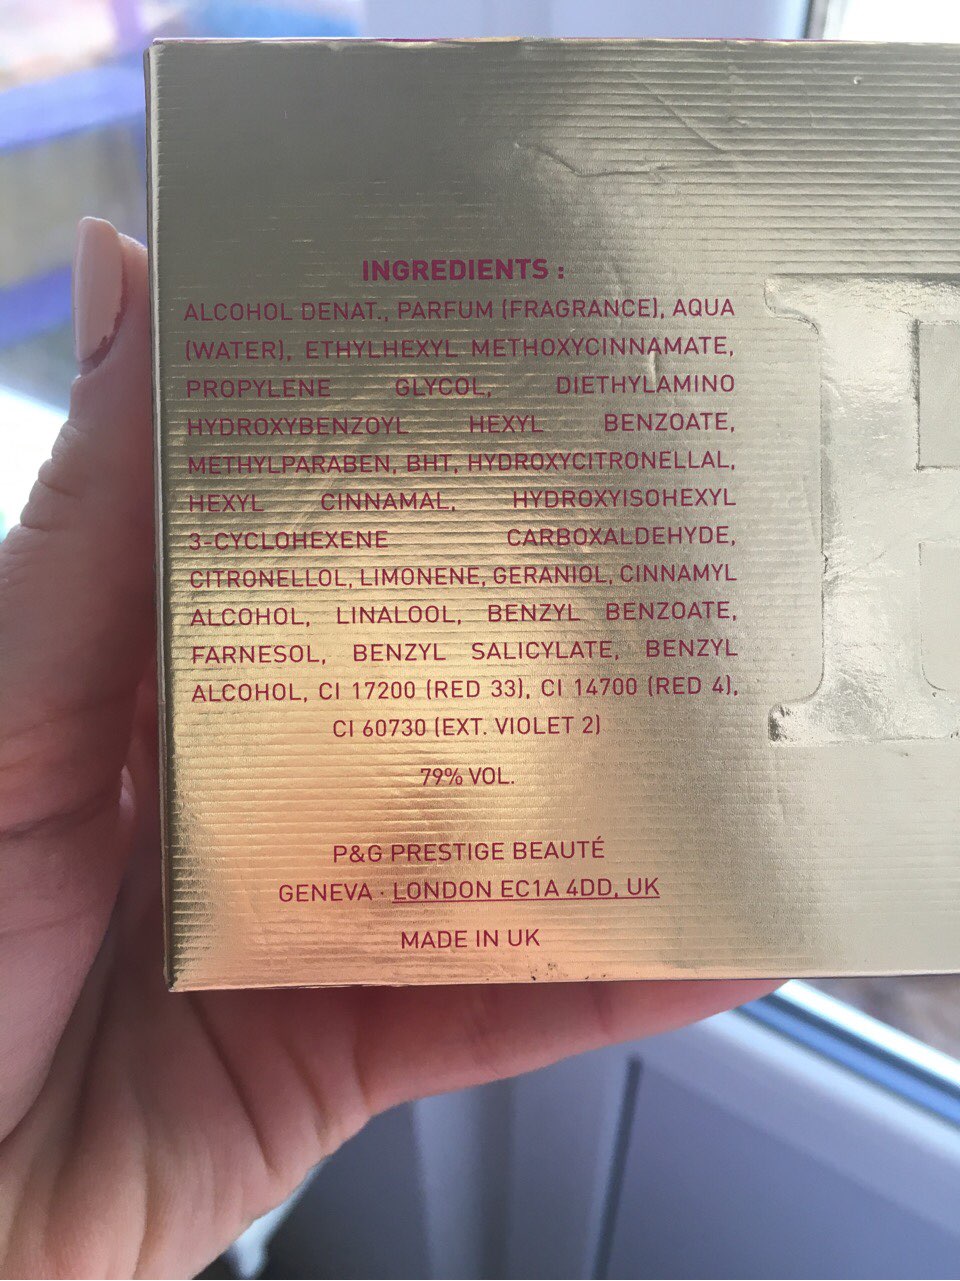 INGREDIENTS :
ALCOHOL DENAT., PARFUM (FRAGRANCE), AQUA
(WATER), ETHYLHEXYL METHOXYCINNAMATE,
PROPYLENE GLYCOL, DIETHYLAMINO
HYDROXYBENZOYL HEXYL BENZOATE,
METHYLPARABEN, BHT, HYDROXYCITRONELLAL,
HEXYL CINNAMAL, HYDROXYISOHEXYL
3-CYCLOHEXENE CARBOXALDEHYDE,
CITRONELLOL, LIMONENE, GERANIOL, CINNAMYL
ALCOHOL, LINALOOL, BENZYL BENZOATE,
FARNESOL, BENZYL SALICYLATE, BENZYL
ALCOHOL, CI 17200 (RED 33), CI 14700 (RED 4),
CI 60730 (EXT. VIOLET 2)
79% VOL.
P&G PRESTIGE BEAUTÉ
GENEVA · LONDON EC1A 4DD, UK
MADE IN UK